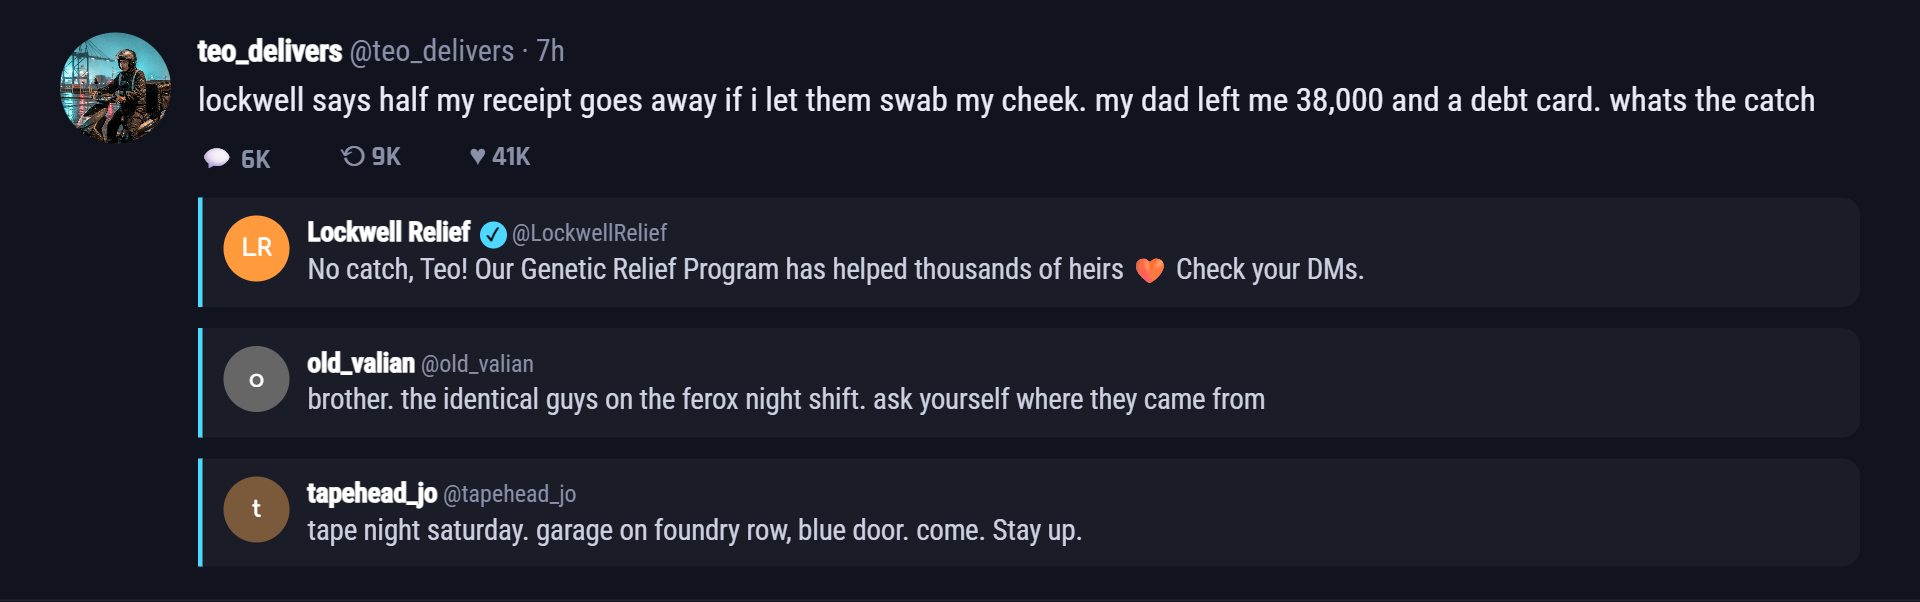 teo_delivers @teo_delivers · 7h
lockwell says half my receipt goes away if i let them swab my cheek. my dad left me 38,000 and a debt card. whats the catch
6K 9K 41K
LR
Lockwell Relief @LockwellRelief
No catch, Teo! Our Genetic Relief Program has helped thousands of heirs 🧡 Check your DMs.
o
old_valian @old_valian
brother. the identical guys on the ferox night shift. ask yourself where they came from
t
tapehead_jo @tapehead_jo
tape night saturday. garage on foundry row, blue door. come. Stay up.